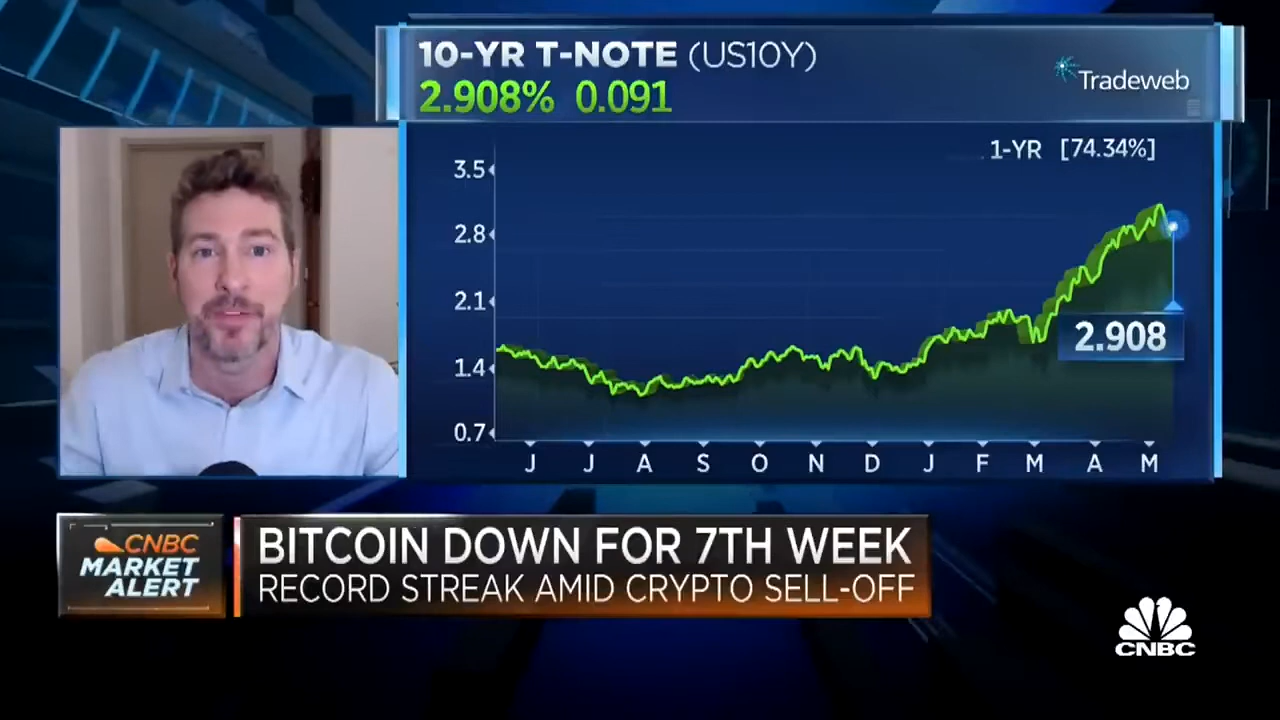 10-YR T-NOTE (US10Y)
2.908% 0.091
Tradeweb
1-YR [74.34%]
3.5
2.8
2.1
1.4
0.7
2.908
J J A S O N D J F M A M
CNBC
MARKET
ALERT
BITCOIN DOWN FOR 7TH WEEK
RECORD STREAK AMID CRYPTO SELL-OFF
CNBC